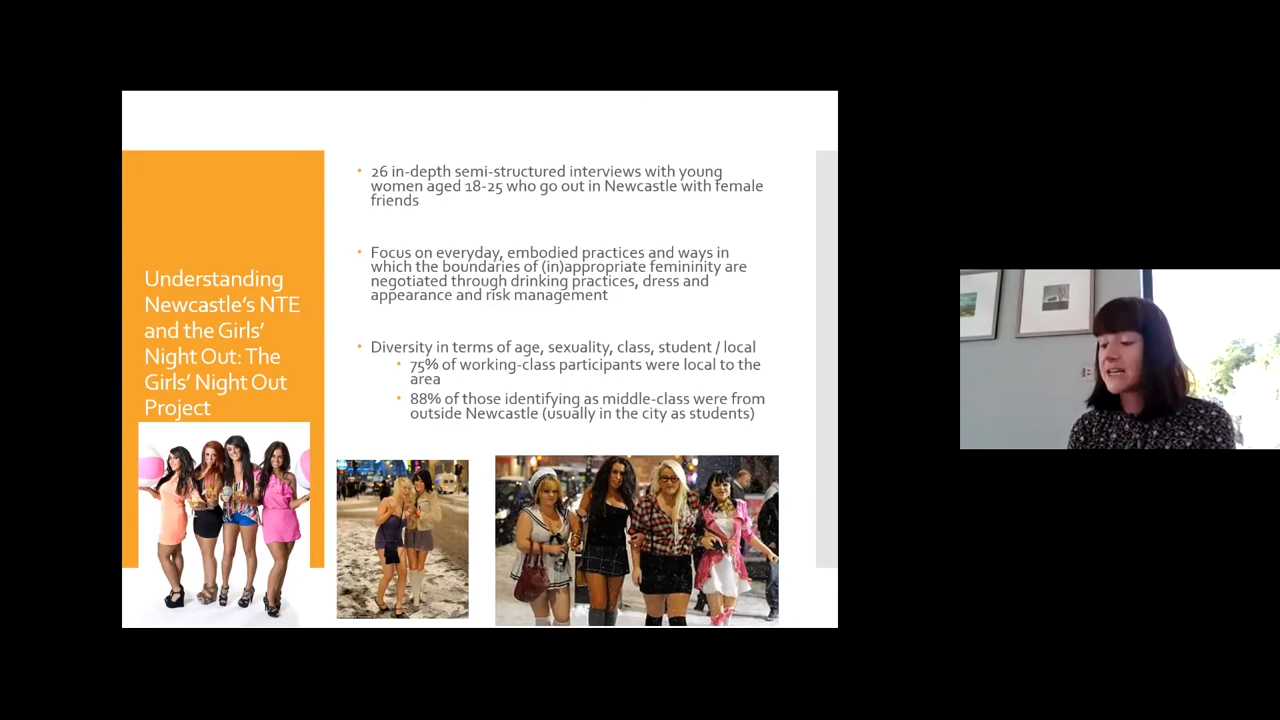 Understanding
Newcastle's NTE
and the Girls'
Night Out: The
Girls' Night Out
Project
• 26 in-depth semi-structured interviews with young
women aged 18-25 who go out in Newcastle with female
friends
• Focus on everyday, embodied practices and ways in
which the boundaries of (in)appropriate femininity are
negotiated through drinking practices, dress and
appearance and risk management
• Diversity in terms of age, sexuality, class, student / local
• 75% of working-class participants were local to the
area
• 88% of those identifying as middle-class were from
outside Newcastle (usually in the city as students)